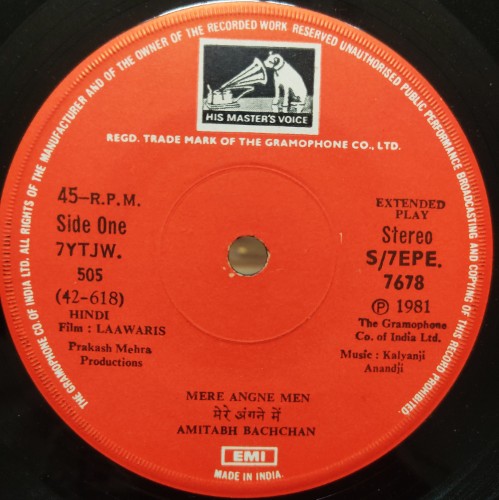 THE GRAMOPHONE CO OF INDIA LTD. ALL RIGHTS OF THE MANUFACTURER AND OF THE OWNER OF THE RECORDED WORK RESERVED UNAUTHORISED PUBLIC PERFORMANCE BROADCASTING AND COPYING OF THIS RECORD PROHIBITED
HIS MASTER'S VOICE
REGD. TRADE MARK OF THE GRAMOPHONE CO., LTD.
45-R.P.M.
Side One
7YTJW.
505
(42-618)
HINDI
Film : LAAWARIS
Prakash Mehra
Productions
EXTENDED
PLAY
Stereo
S/7EPE.
7678
Ⓟ 1981
The Gramophone
Co. of India Ltd.
Music : Kalyanji
Anandji
MERE ANGNE MEN
मेरे अंगने में
AMITABH BACHCHAN
EMI
MADE IN INDIA.